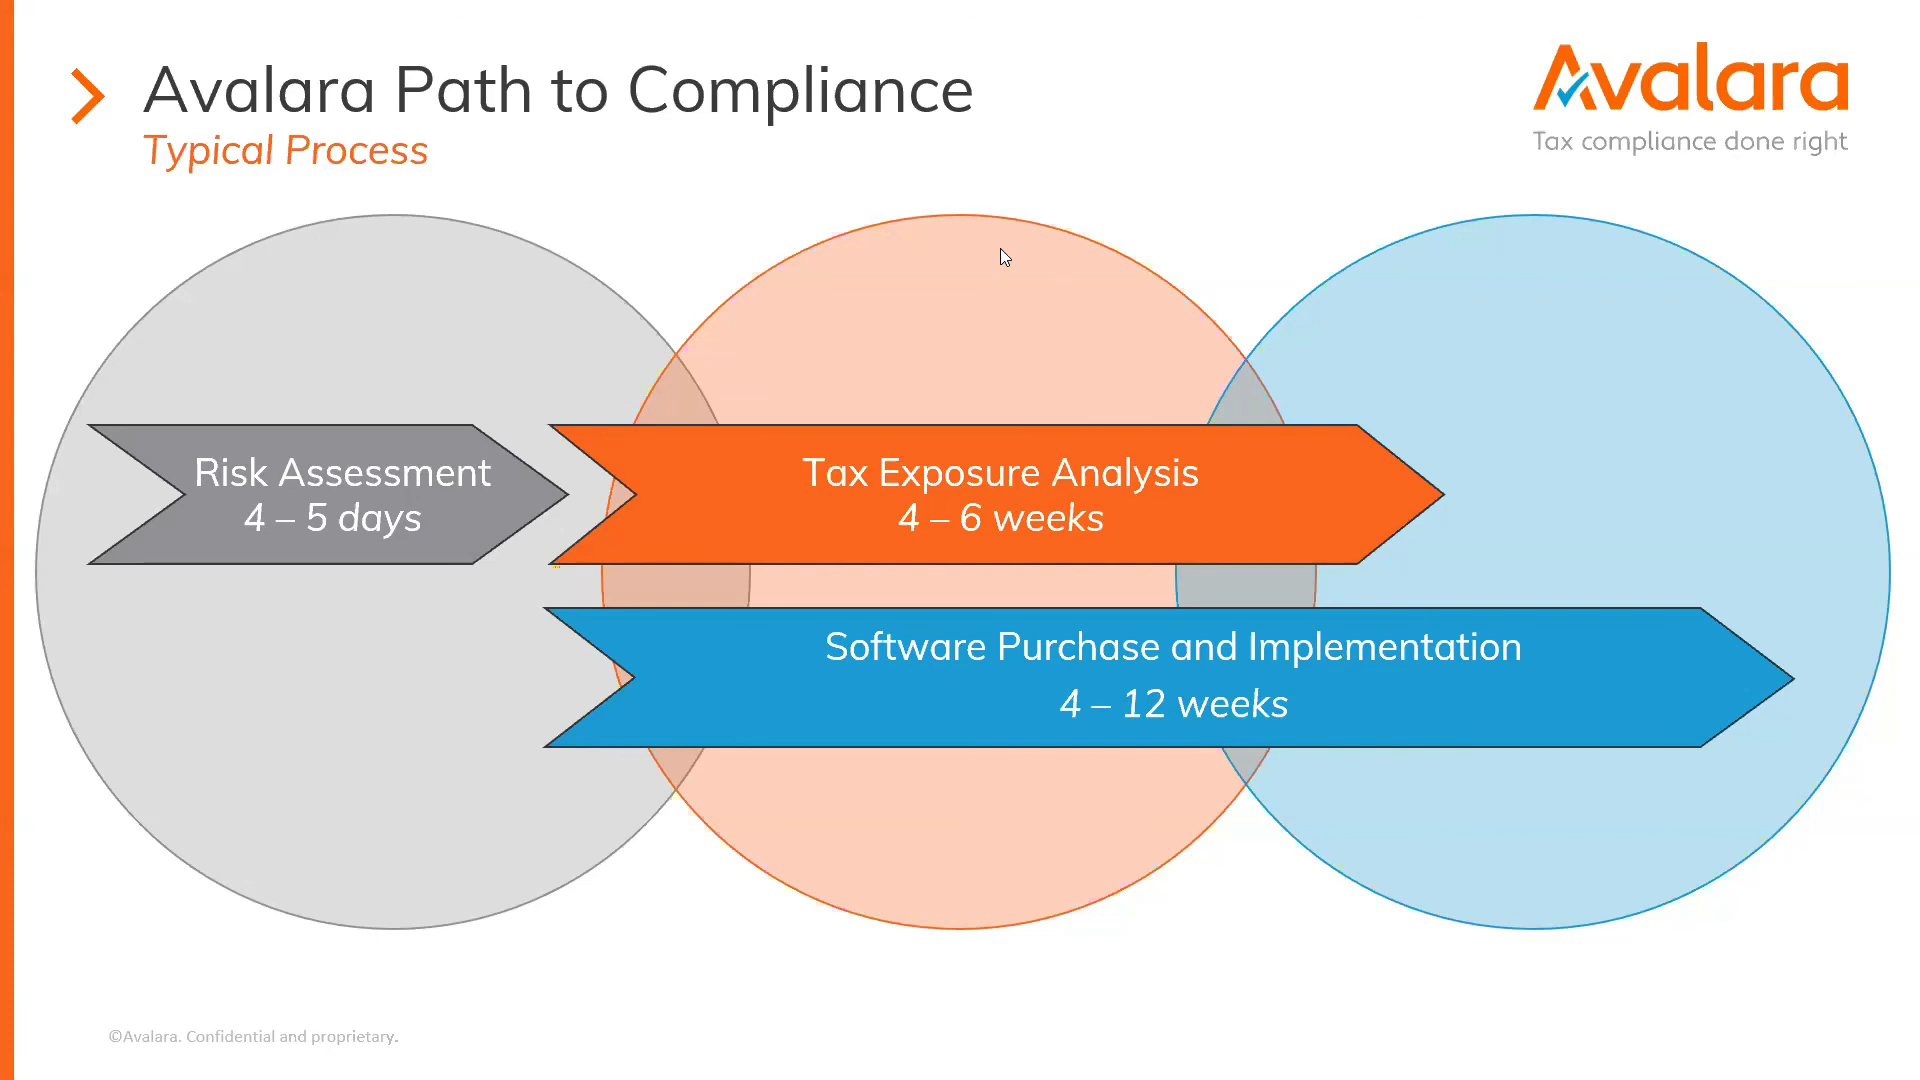 Avalara Path to Compliance
Typical Process
Avalara
Tax compliance done right
Risk Assessment
4 – 5 days
Tax Exposure Analysis
4 – 6 weeks
Software Purchase and Implementation
4 – 12 weeks
©Avalara. Confidential and proprietary.